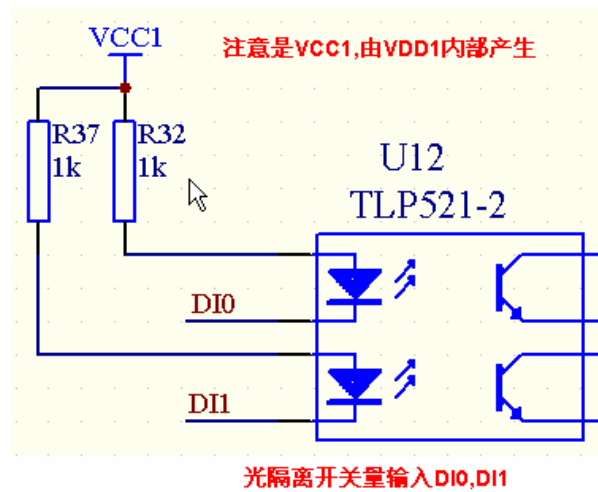 VCC1
注意是VCC1,由VDD1内部产生
R37
1k
R32
1k
U12
TLP521-2
DI0
DI1
光隔离开关量输入DI0,DI1